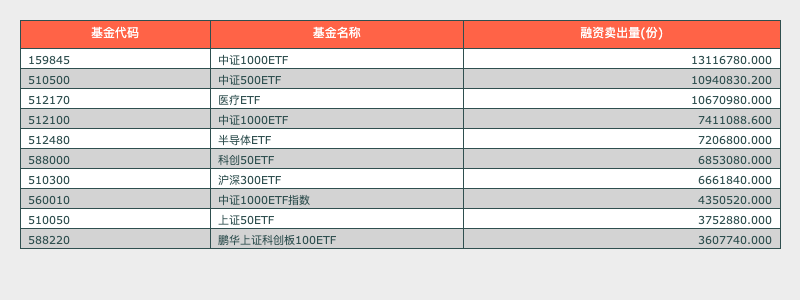 基金代码 基金名称 融资卖出量(份)
159845 中证1000ETF 13116780.000
510500 中证500ETF 10940830.200
512170 医疗ETF 10670980.000
512100 中证1000ETF 7411088.600
512480 半导体ETF 7206800.000
588000 科创50ETF 6853080.000
510300 沪深300ETF 6661840.000
560010 中证1000ETF指数 4350520.000
510050 上证50ETF 3752880.000
588220 鹏华上证科创板100ETF 3607740.000